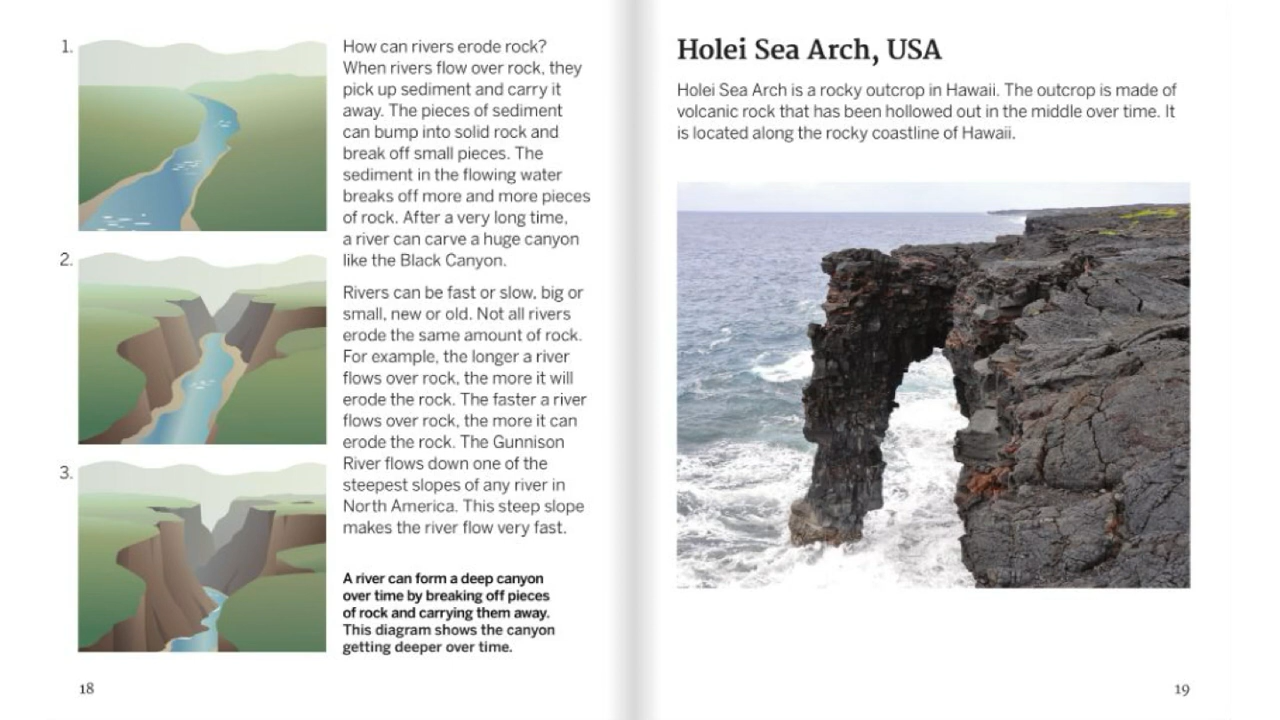 1.
How can rivers erode rock?
When rivers flow over rock, they
pick up sediment and carry it
away. The pieces of sediment
can bump into solid rock and
break off small pieces. The
sediment in the flowing water
breaks off more and more pieces
of rock. After a very long time,
a river can carve a huge canyon
like the Black Canyon.
2.
Rivers can be fast or slow, big or
small, new or old. Not all rivers
erode the same amount of rock.
For example, the longer a river
flows over rock, the more it will
erode the rock. The faster a river
flows over rock, the more it can
erode the rock. The Gunnison
River flows down one of the
steepest slopes of any river in
North America. This steep slope
makes the river flow very fast.
3.
A river can form a deep canyon
over time by breaking off pieces
of rock and carrying them away.
This diagram shows the canyon
getting deeper over time.
18
Holei Sea Arch, USA
Holei Sea Arch is a rocky outcrop in Hawaii. The outcrop is made of
volcanic rock that has been hollowed out in the middle over time. It
is located along the rocky coastline of Hawaii.
19